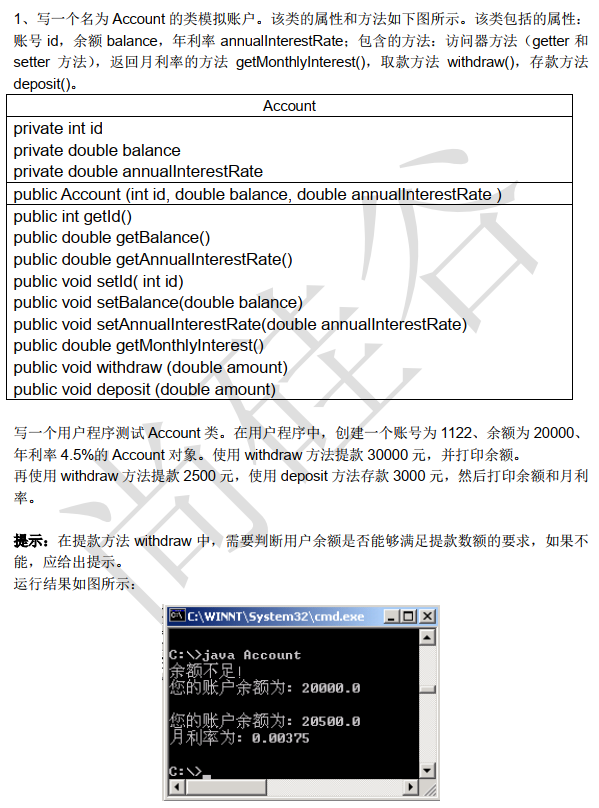 1、写一个名为 Account 的类模拟账户。该类的属性和方法如下图所示。该类包括的属性：
账号 id，余额 balance，年利率 annualInterestRate；包含的方法：访问器方法（getter 和
setter 方法），返回月利率的方法 getMonthlyInterest()，取款方法 withdraw()，存款方法
deposit()。
Account
private int id
private double balance
private double annualInterestRate
public Account (int id, double balance, double annualInterestRate )
public int getId()
public double getBalance()
public double getAnnualInterestRate()
public void setId( int id)
public void setBalance(double balance)
public void setAnnualInterestRate(double annualInterestRate)
public double getMonthlyInterest()
public void withdraw (double amount)
public void deposit (double amount)
尚硅谷
写一个用户程序测试 Account 类。在用户程序中，创建一个账号为 1122、余额为 20000、
年利率 4.5%的 Account 对象。使用 withdraw 方法提款 30000 元，并打印余额。
再使用 withdraw 方法提款 2500 元，使用 deposit 方法存款 3000 元，然后打印余额和月利
率。
提示：在提款方法 withdraw 中，需要判断用户余额是否能够满足提款数额的要求，如果不
能，应给出提示。
运行结果如图所示：
C:\WINNT\System32\cmd.exe
C:\>java Account
余额不足！
您的账户余额为：20000.0
您的账户余额为：20500.0
月利率为：0.00375
C:\>_